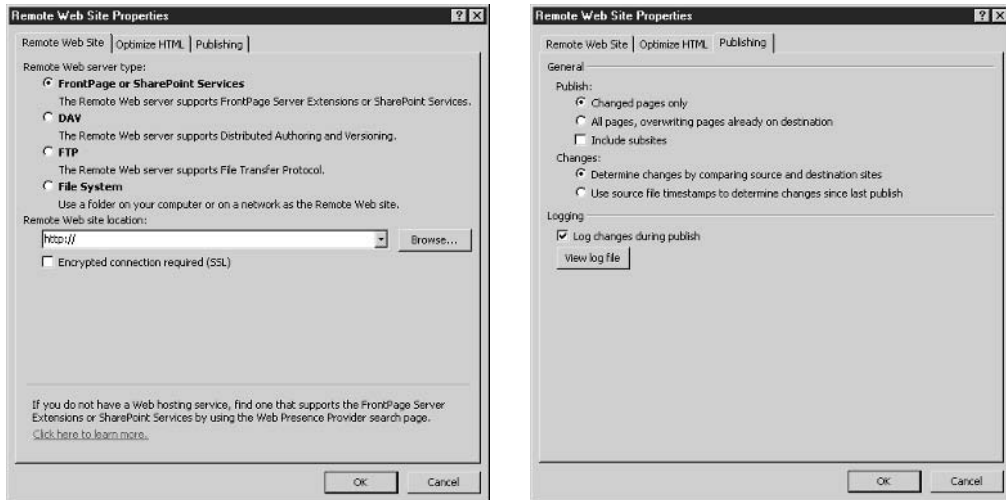 Remote Web Site Properties
Remote Web Site
Optimize HTML
Publishing
Remote Web server type:
FrontPage or SharePoint Services
The Remote Web server supports FrontPage Server Extensions or SharePoint Services.
DAV
The Remote Web server supports Distributed Authoring and Versioning.
FTP
The Remote Web server supports File Transfer Protocol.
File System
Use a folder on your computer or on a network as the Remote Web site.
Remote Web site location:
http://
Browse...
Encrypted connection required (SSL)
If you do not have a Web hosting service, find one that supports the FrontPage Server
Extensions or SharePoint Services by using the Web Presence Provider search page.
Click here to learn more.
OK
Cancel
Remote Web Site Properties
Remote Web Site
Optimize HTML
Publishing
General
Publish:
Changed pages only
All pages, overwriting pages already on destination
Include subsites
Changes:
Determine changes by comparing source and destination sites
Use source file timestamps to determine changes since last publish
Logging
Log changes during publish
View log file
OK
Cancel